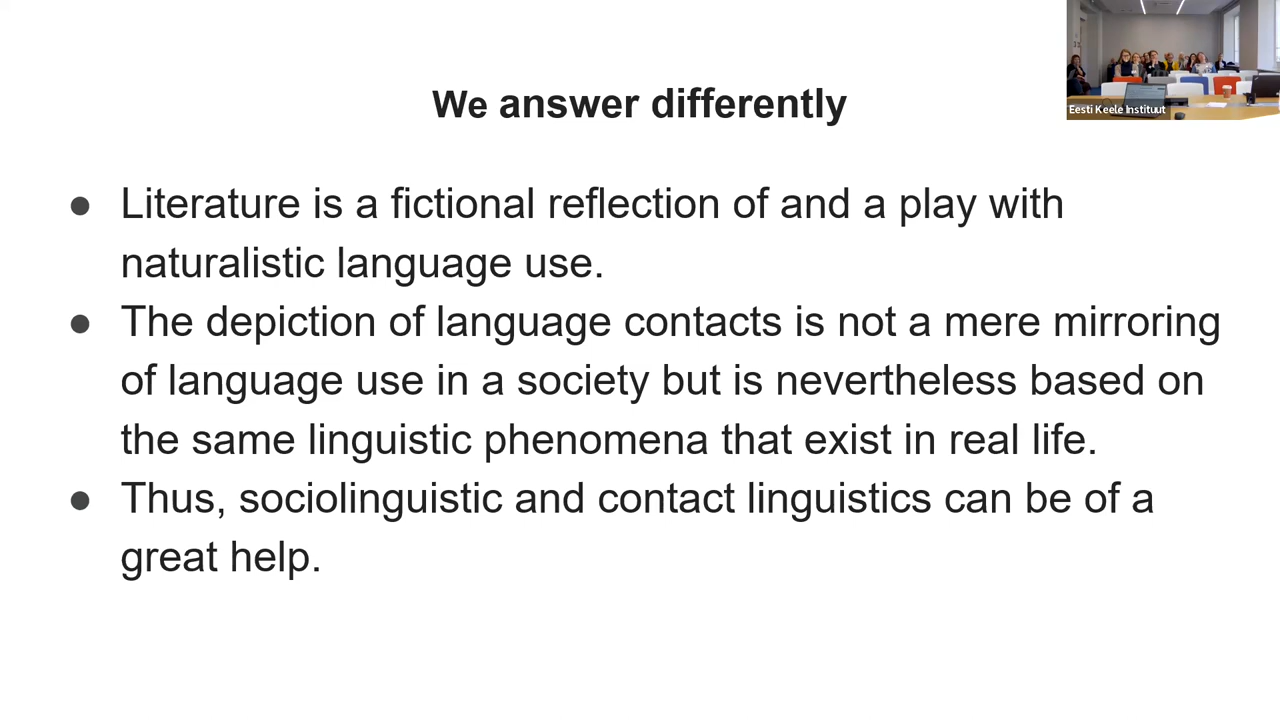 We answer differently
Eesti Keele Instituut
● Literature is a fictional reflection of and a play with
naturalistic language use.
● The depiction of language contacts is not a mere mirroring
of language use in a society but is nevertheless based on
the same linguistic phenomena that exist in real life.
● Thus, sociolinguistic and contact linguistics can be of a
great help.